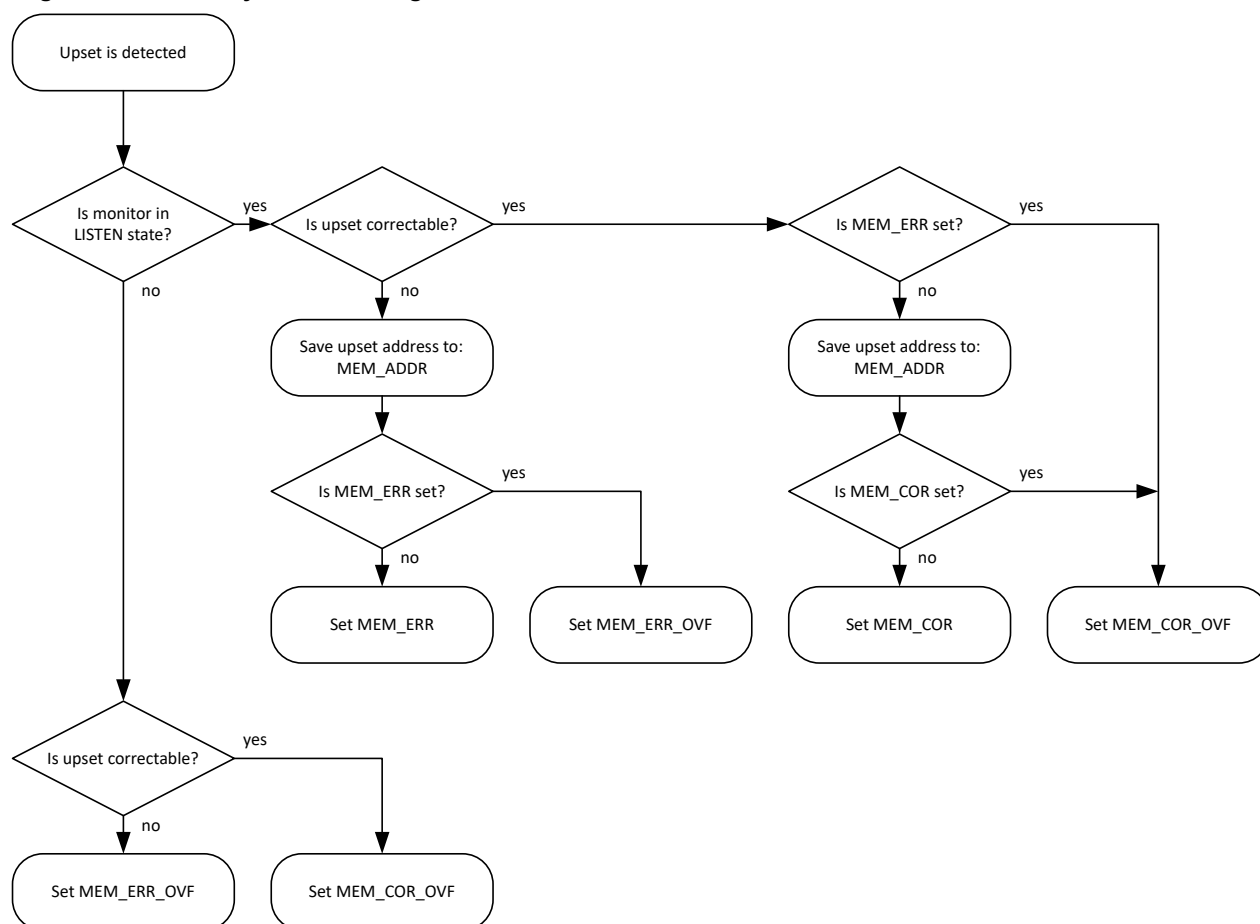 Upset is detected
Is monitor in
LISTEN state?
yes
no
Is upset correctable?
yes
no
Is MEM_ERR set?
yes
no
Save upset address to:
MEM_ADDR
Save upset address to:
MEM_ADDR
Is MEM_ERR set?
yes
no
Is MEM_COR set?
yes
no
Set MEM_ERR
Set MEM_ERR_OVF
Set MEM_COR
Set MEM_COR_OVF
Is upset correctable?
yes
no
Set MEM_ERR_OVF
Set MEM_COR_OVF